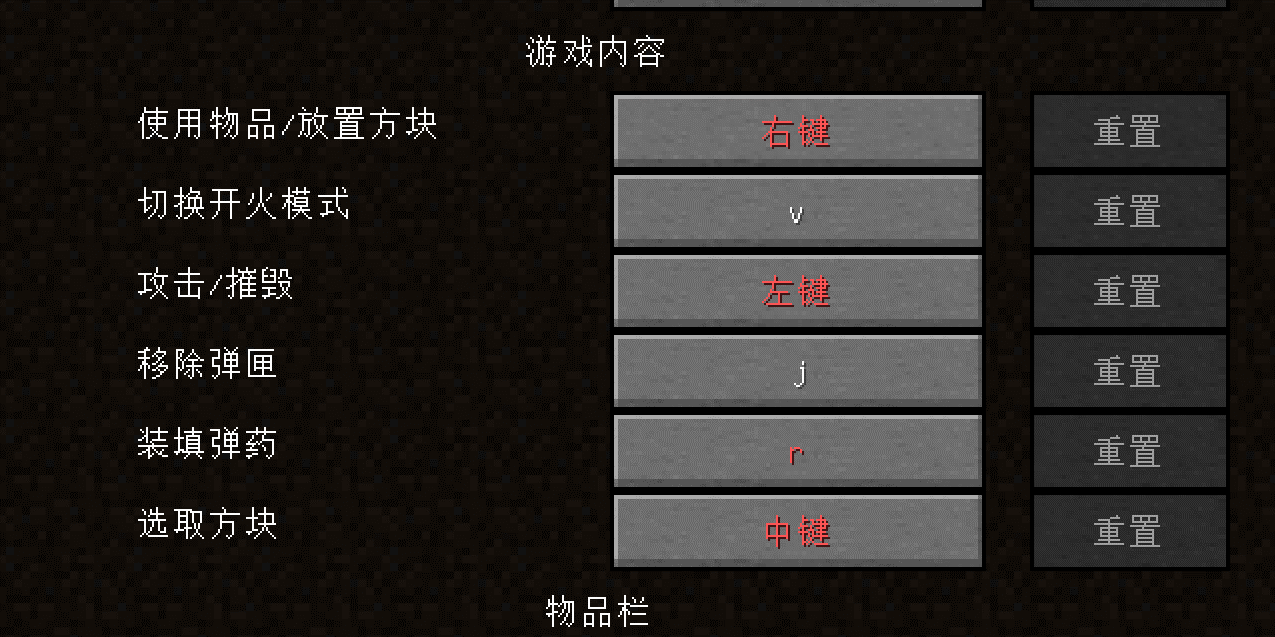 游戏内容
使用物品/放置方块 右键 重置
切换开火模式 v 重置
攻击/摧毁 左键 重置
移除弹匣 j 重置
装填弹药 r 重置
选取方块 中键 重置
物品栏